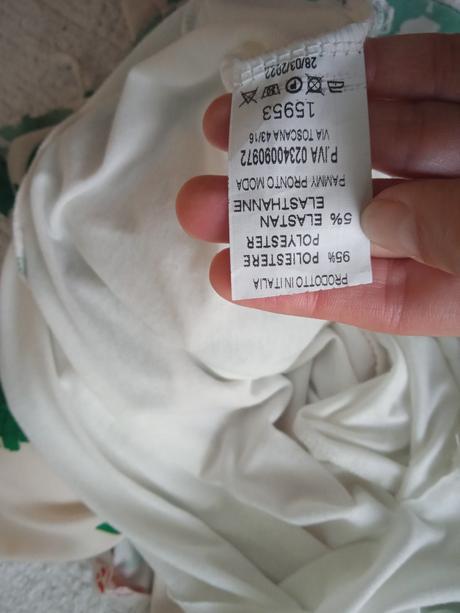 PRODOTTO IN ITALIA
95% POLIESTERE
POLYESTER
5% ELASTAN
ELASTHANNE
PAMMY PRONTO MODA
P.IVA 02340090972
VIA TOSCANA 43/16
15953
28/03/2022